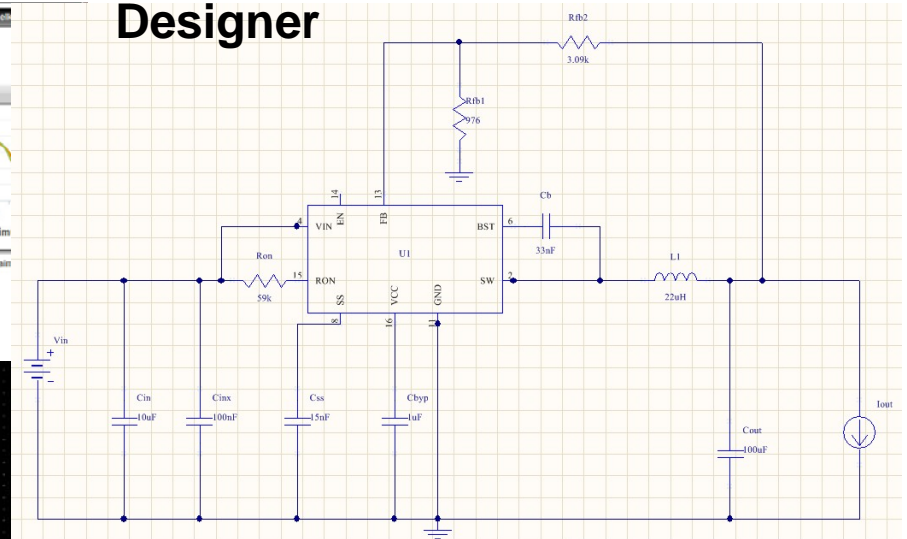 Designer
Rfb2
3.09k
Rfb1
976
14
13
Cb
4
VIN
EN
FB
BST
6
U1
33nF
Ron
L1
15
RON
SW
2
59k
SS
VCC
GND
22uH
8
16
11
Vin
+
-
Cin
Cinx
Css
Cbyp
Iout
10uF
100nF
15nF
1uF
Cout
100uF